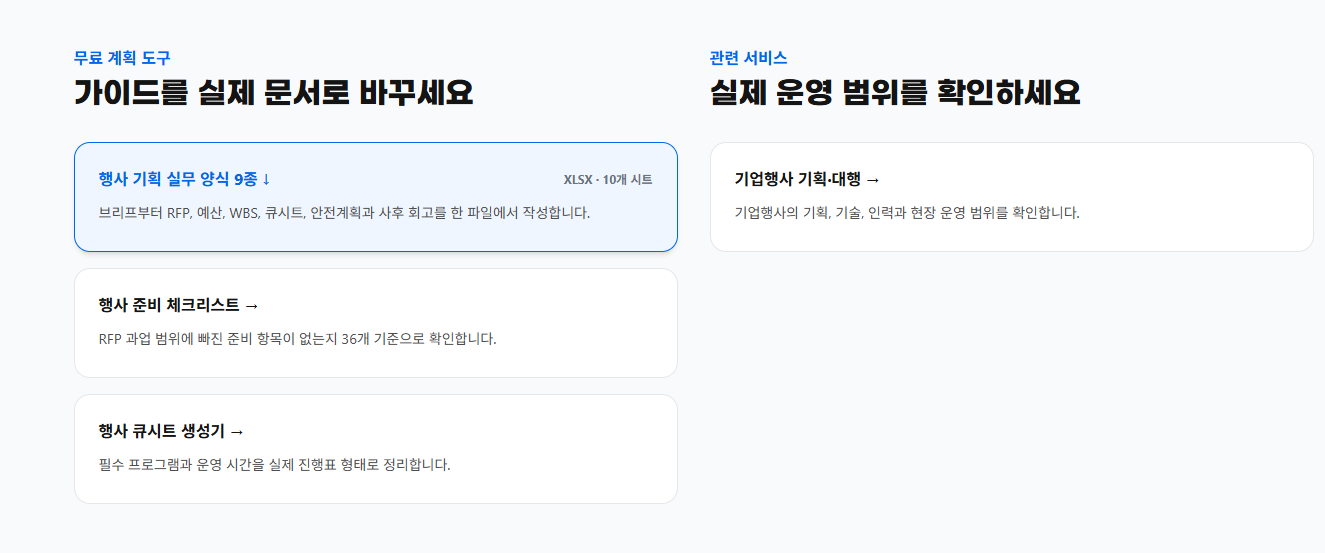 무료 계획 도구
가이드를 실제 문서로 바꾸세요
행사 기획 실무 양식 9종 ↓
XLSX · 10개 시트
브리프부터 RFP, 예산, WBS, 큐시트, 안전계획과 사후 회고를 한 파일에서 작성합니다.
행사 준비 체크리스트 →
RFP 과업 범위에 빠진 준비 항목이 없는지 36개 기준으로 확인합니다.
행사 큐시트 생성기 →
필수 프로그램과 운영 시간을 실제 진행표 형태로 정리합니다.
관련 서비스
실제 운영 범위를 확인하세요
기업행사 기획·대행 →
기업행사의 기획, 기술, 인력과 현장 운영 범위를 확인합니다.